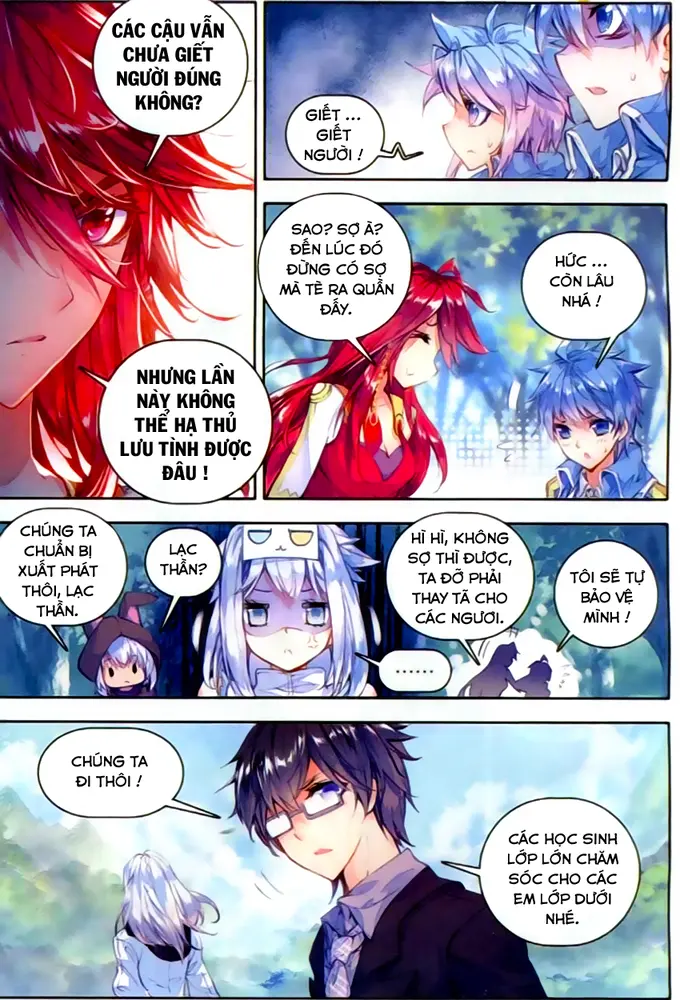 CÁC CẬU VẪN
CHƯA GIẾT
NGƯỜI ĐÚNG
KHÔNG?
GIẾT ...
GIẾT
NGƯỜI !
NHƯNG LẦN
NÀY KHÔNG
THỂ HẠ THỦ
LƯU TÌNH ĐƯỢC
ĐÂU !
SAO? SỢ À?
ĐẾN LÚC ĐÓ
ĐỪNG CÓ SỢ
MÀ TÈ RA QUẦN
ĐẤY.
HỨC ...
CÒN LÂU
NHÁ !
CHÚNG TA
CHUẨN BỊ
XUẤT PHÁT
THÔI, LẠC
THẦN.
LẠC
THẦN?
......
HÌ HÌ, KHÔNG
SỢ THÌ ĐƯỢC,
TA ĐỠ PHẢI
THAY TÃ CHO
CÁC NGƯƠI.
TÔI SẼ TỰ
BẢO VỆ
MÌNH !
CHÚNG TA
ĐI THÔI !
CÁC HỌC SINH
LỚP LỚN CHĂM
SÓC CHO CÁC
EM LỚP DƯỚI
NHÉ.